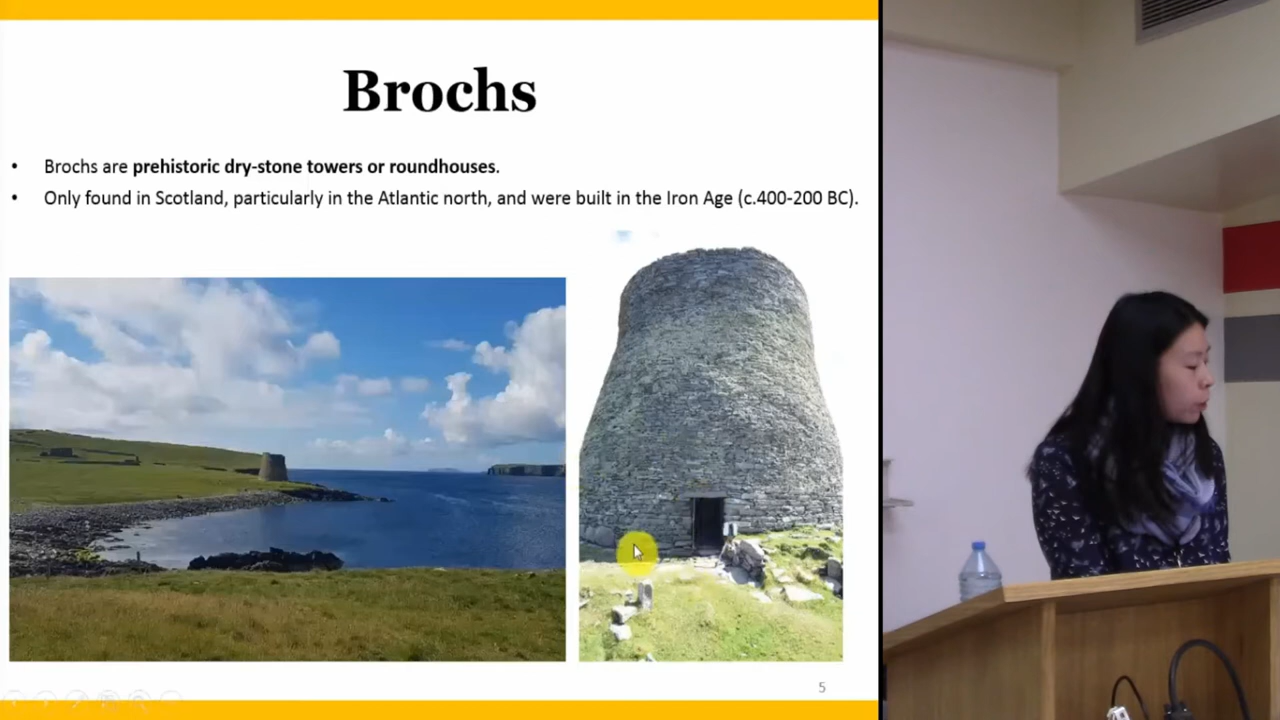 Brochs
• Brochs are prehistoric dry-stone towers or roundhouses.
• Only found in Scotland, particularly in the Atlantic north, and were built in the Iron Age (c.400-200 BC).
5